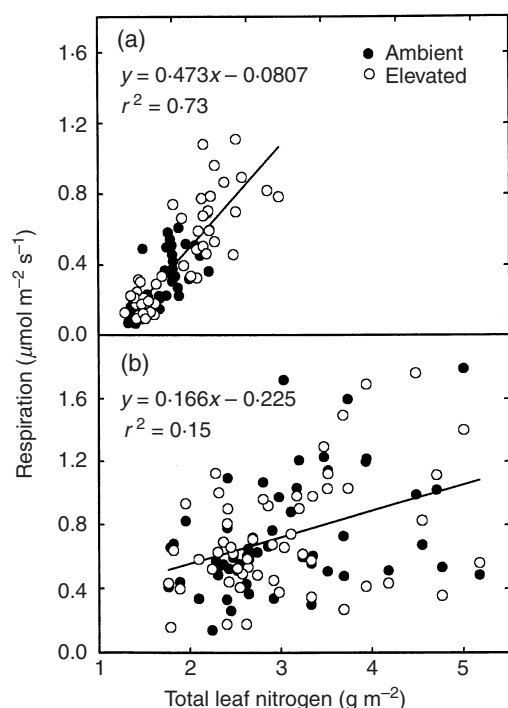 (a)
y = 0·473x – 0·0807
r² = 0·73
Ambient
Elevated
1·8
1·6
1·2
0·8
0·4
0.0
(b)
y = 0·166x – 0·225
r² = 0·15
1.6
1.2
0.8
0.4
0.0
1 2 3 4 5
Respiration (μmol m⁻² s⁻¹)
Total leaf nitrogen (g m⁻²)